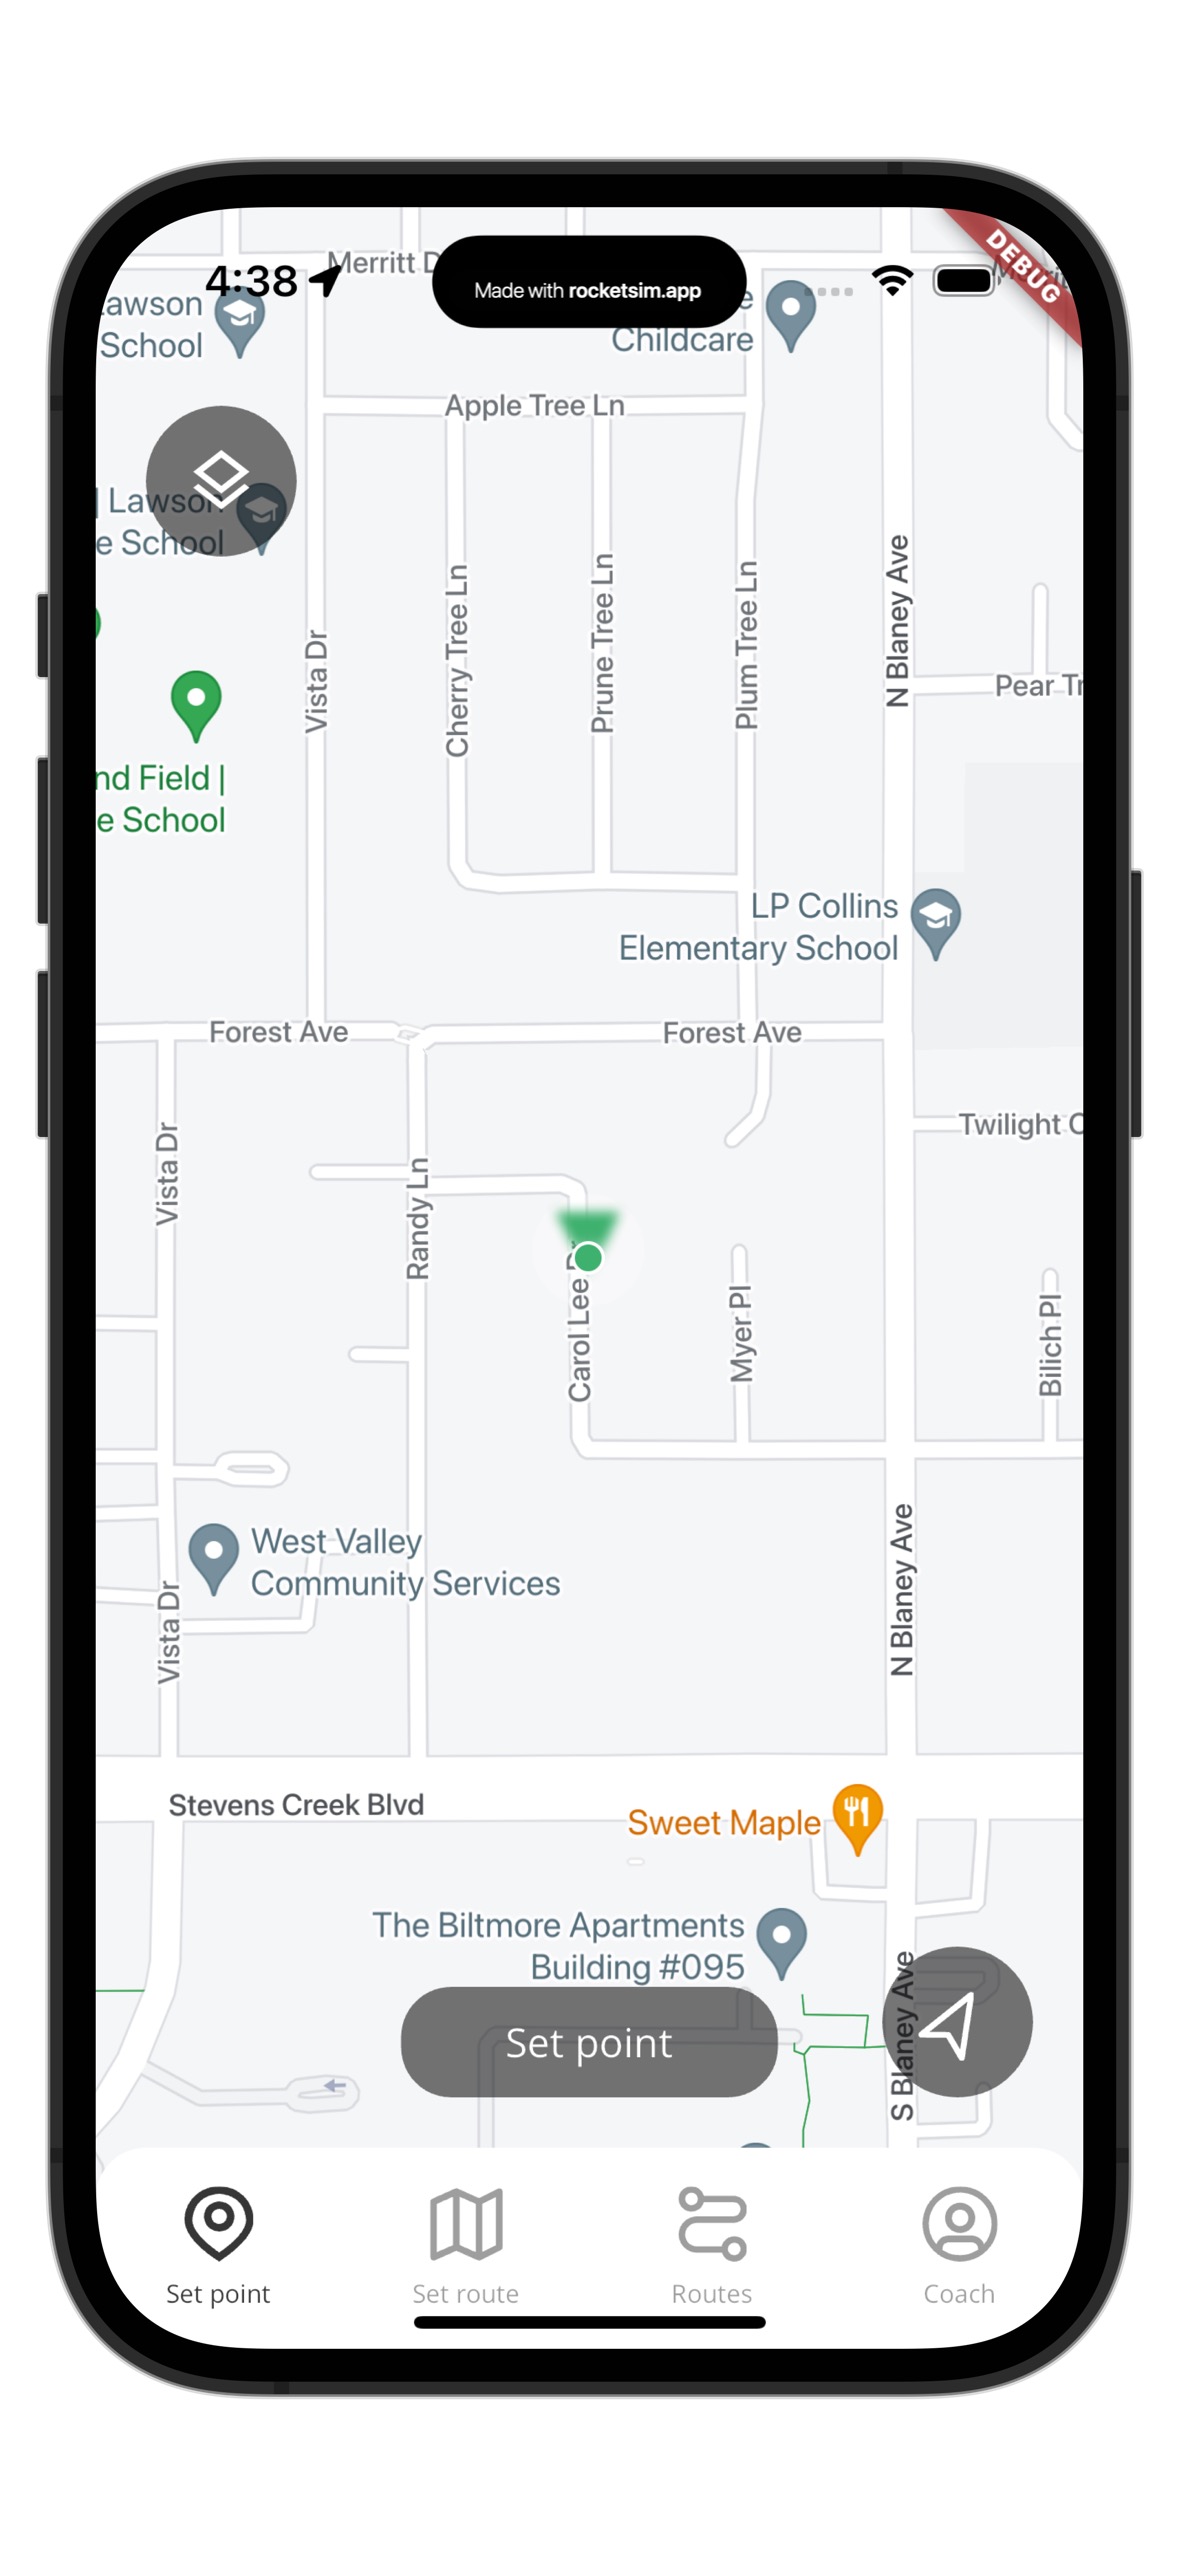 4:38
Merritt D
Made with rocketsim.app
DEBUG
awson
School
Childcare
Apple Tree Ln
Lawson
e School
Vista Dr
Cherry Tree Ln
Prune Tree Ln
Plum Tree Ln
N Blaney Ave
Pear Tr
nd Field |
e School
LP Collins
Elementary School
Forest Ave
Forest Ave
Twilight C
Vista Dr
Randy Ln
Carol Lee
Myer Pl
Bilich Pl
West Valley
Community Services
Vista Dr
N Blaney Ave
Stevens Creek Blvd
Sweet Maple
The Biltmore Apartments
Building #095
S Blaney Ave
Set point
Set point
Set route
Routes
Coach